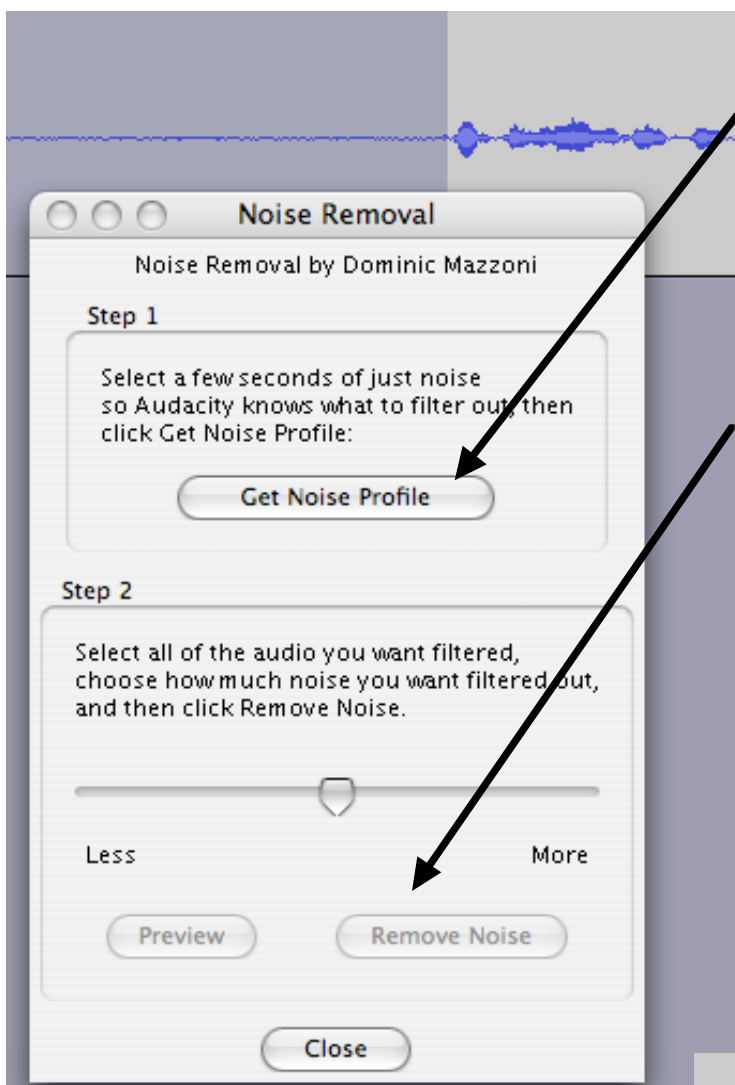 Noise Removal
Noise Removal by Dominic Mazzoni
Step 1
Select a few seconds of just noise
so Audacity knows what to filter out, then
click Get Noise Profile:
Get Noise Profile
Step 2
Select all of the audio you want filtered,
choose how much noise you want filtered out,
and then click Remove Noise.
Less More
Preview Remove Noise
Close